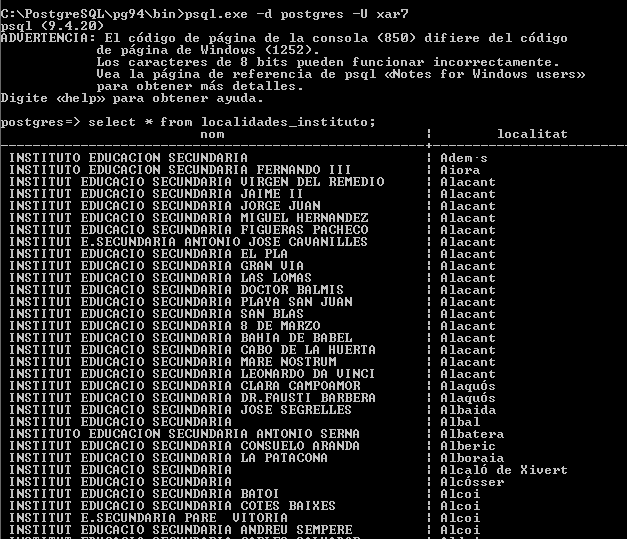 C:\PostgreSQL\pg94\bin>psql.exe -d postgres -U xar7
psql (9.4.20)
ADVERTENCIA: El código de página de la consola (850) difiere del código
de página de Windows (1252).
Los caracteres de 8 bits pueden funcionar incorrectamente.
Vea la página de referencia de psql «Notes for Windows users»
para obtener más detalles.
Digite «help» para obtener ayuda.
postgres=> select * from localidades_instituto;
nom | localitat
INSTITUTO EDUCACION SECUNDARIA | Adem·s
INSTITUTO EDUCACION SECUNDARIA FERNANDO III | Aiora
INSTITUT EDUCACIO SECUNDARIA VIRGEN DEL REMEDIO | Alacant
INSTITUT EDUCACIO SECUNDARIA JAIME II | Alacant
INSTITUT EDUCACIO SECUNDARIA JORGE JUAN | Alacant
INSTITUT EDUCACIO SECUNDARIA MIGUEL HERNANDEZ | Alacant
INSTITUT EDUCACIO SECUNDARIA FIGUERAS PACHECO | Alacant
INSTITUT E.SECUNDARIA ANTONIO JOSE CAVANILLES | Alacant
INSTITUT EDUCACIO SECUNDARIA EL PLA | Alacant
INSTITUT EDUCACIO SECUNDARIA GRAN VIA | Alacant
INSTITUT EDUCACIO SECUNDARIA LAS LOMAS | Alacant
INSTITUT EDUCACIO SECUNDARIA DOCTOR BALMIS | Alacant
INSTITUT EDUCACIO SECUNDARIA PLAYA SAN JUAN | Alacant
INSTITUT EDUCACIO SECUNDARIA SAN BLAS | Alacant
INSTITUT EDUCACIO SECUNDARIA 8 DE MARZO | Alacant
INSTITUT EDUCACIO SECUNDARIA BAHIA DE BABEL | Alacant
INSTITUT EDUCACIO SECUNDARIA CABO DE LA HUERTA | Alacant
INSTITUT EDUCACIO SECUNDARIA MARE NOSTRUM | Alacant
INSTITUT EDUCACIO SECUNDARIA LEONARDO DA VINCI | Alacant
INSTITUT EDUCACIO SECUNDARIA CLARA CAMPOAMOR | Alaquós
INSTITUT EDUCACIO SECUNDARIA DR.FAUSTI BARBERA | Alaquós
INSTITUT EDUCACIO SECUNDARIA JOSE SEGRELLES | Albaida
INSTITUT EDUCACIO SECUNDARIA | Albal
INSTITUTO EDUCACION SECUNDARIA ANTONIO SERNA | Albatera
INSTITUT EDUCACIO SECUNDARIA CONSUELO ARANDA | Alberic
INSTITUT EDUCACIO SECUNDARIA LA PATACONA | Alboraia
INSTITUT EDUCACIO SECUNDARIA | Alcaló de Xivert
INSTITUT EDUCACIO SECUNDARIA | Alcósser
INSTITUT EDUCACIO SECUNDARIA BATOI | Alcoi
INSTITUT EDUCACIO SECUNDARIA COTES BAIXES | Alcoi
INSTITUT E.SECUNDARIA PARE  VITORIA | Alcoi
INSTITUT EDUCACIO SECUNDARIA ANDREU SEMPERE | Alcoi